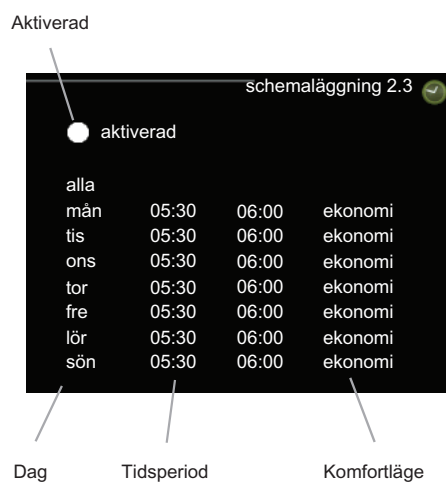 Aktiverad
schemaläggning 2.3
aktiverad
alla
mån 05:30 06:00 ekonomi
tis 05:30 06:00 ekonomi
ons 05:30 06:00 ekonomi
tor 05:30 06:00 ekonomi
fre 05:30 06:00 ekonomi
lör 05:30 06:00 ekonomi
sön 05:30 06:00 ekonomi
Dag Tidsperiod Komfortläge